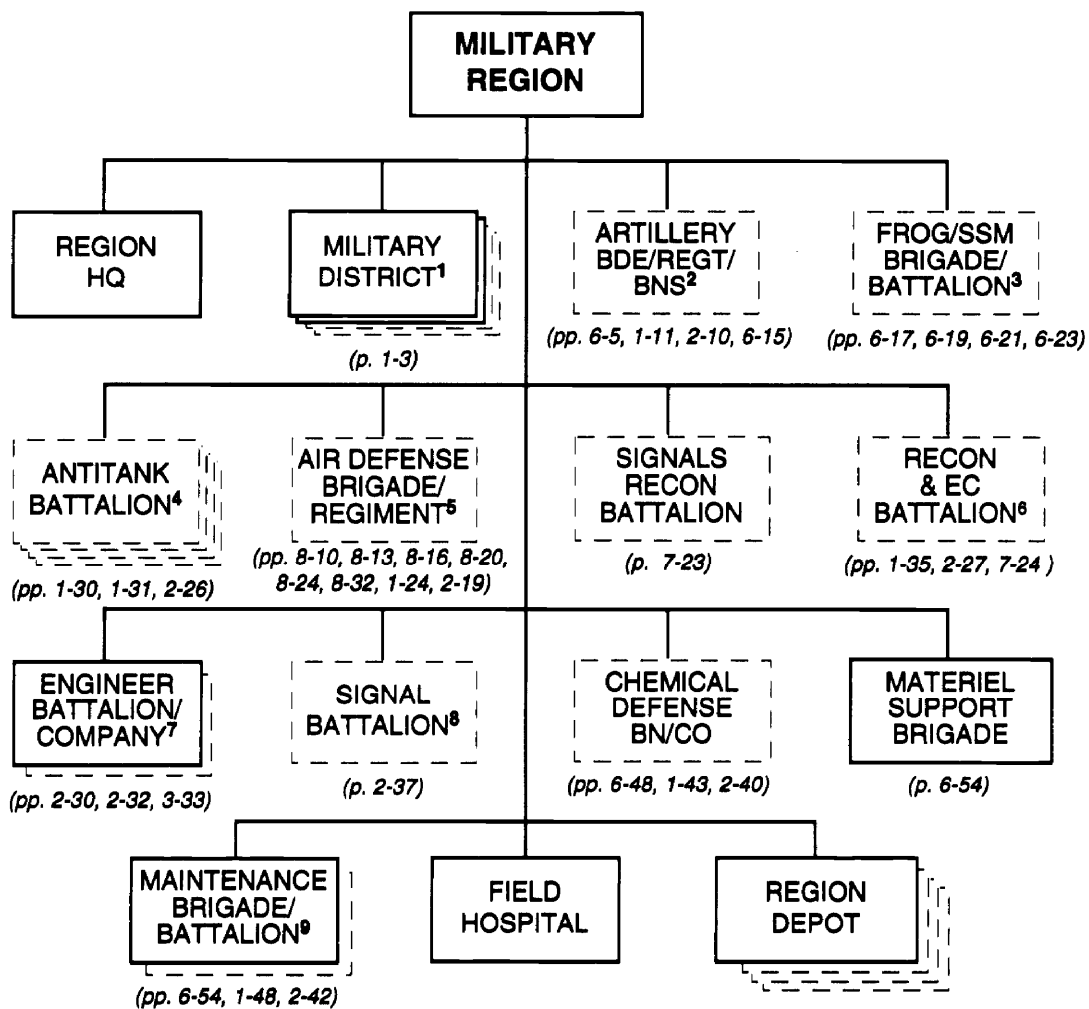 MILITARY
REGION
REGION
HQ
MILITARY
DISTRICT¹
(p. 1-3)
ARTILLERY
BDE/REGT/
BNS²
(pp. 6-5, 1-11, 2-10, 6-15)
FROG/SSM
BRIGADE/
BATTALION³
(pp. 6-17, 6-19, 6-21, 6-23)
ANTITANK
BATTALION⁴
(pp. 1-30, 1-31, 2-26)
AIR DEFENSE
BRIGADE/
REGIMENT⁵
(pp. 8-10, 8-13, 8-16, 8-20,
8-24, 8-32, 1-24, 2-19)
SIGNALS
RECON
BATTALION
(p. 7-23)
RECON
& EC
BATTALION⁶
(pp. 1-35, 2-27, 7-24 )
ENGINEER
BATTALION/
COMPANY⁷
(pp. 2-30, 2-32, 3-33)
SIGNAL
BATTALION⁸
(p. 2-37)
CHEMICAL
DEFENSE
BN/CO
(pp. 6-48, 1-43, 2-40)
MATERIEL
SUPPORT
BRIGADE
(p. 6-54)
MAINTENANCE
BRIGADE/
BATTALION⁹
(pp. 6-54, 1-48, 2-42)
FIELD
HOSPITAL
REGION
DEPOT